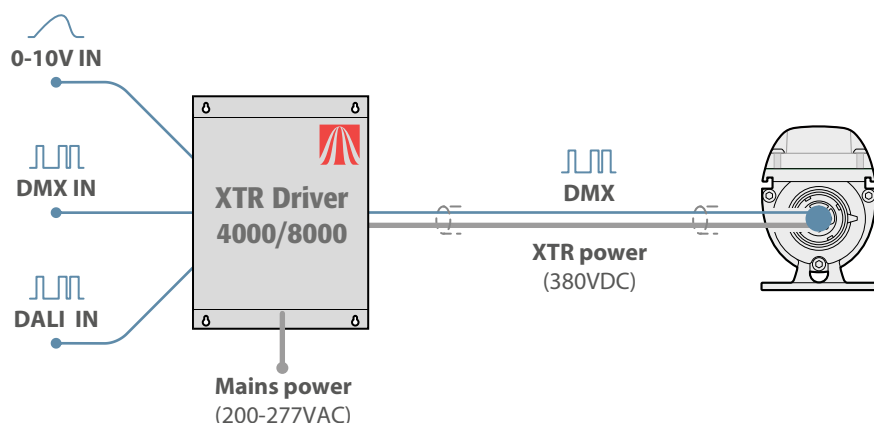 0-10V IN
DMX IN
DALI IN
XTR Driver
4000/8000
Mains power
(200-277VAC)
DMX
XTR power
(380VDC)